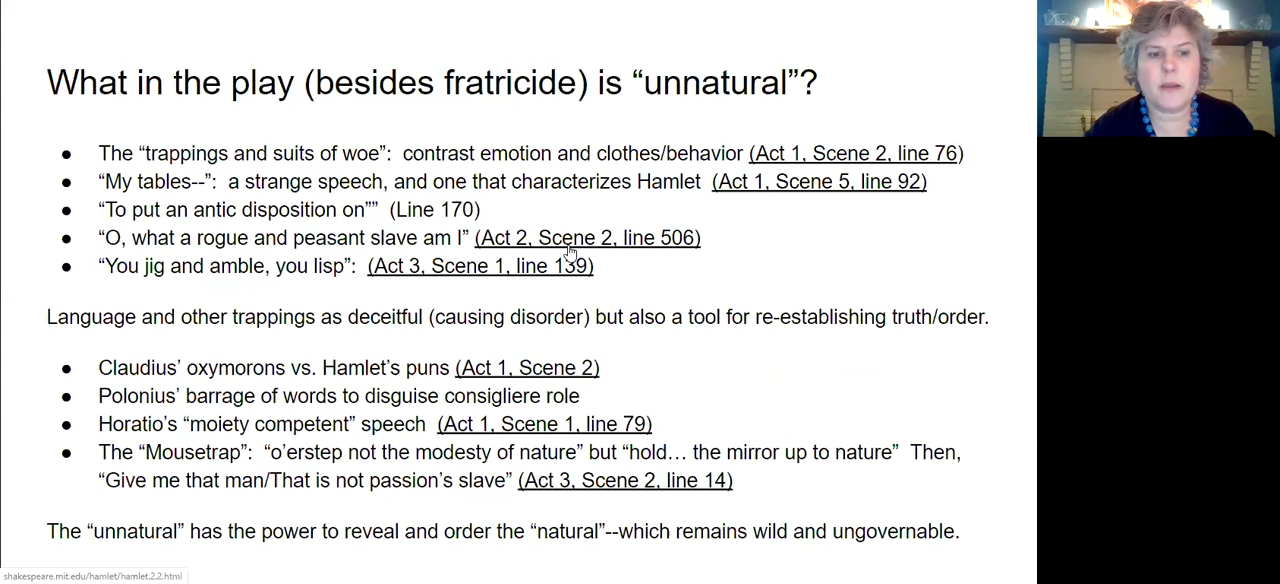 What in the play (besides fratricide) is “unnatural”?
● The “trappings and suits of woe”: contrast emotion and clothes/behavior (Act 1, Scene 2, line 76)
● “My tables--”: a strange speech, and one that characterizes Hamlet (Act 1, Scene 5, line 92)
● “To put an antic disposition on”” (Line 170)
● “O, what a rogue and peasant slave am I” (Act 2, Scene 2, line 506)
● “You jig and amble, you lisp”: (Act 3, Scene 1, line 139)
Language and other trappings as deceitful (causing disorder) but also a tool for re-establishing truth/order.
● Claudius’ oxymorons vs. Hamlet’s puns (Act 1, Scene 2)
● Polonius’ barrage of words to disguise consigliere role
● Horatio’s “moiety competent” speech (Act 1, Scene 1, line 79)
● The “Mousetrap”: “o’erstep not the modesty of nature” but “hold… the mirror up to nature” Then,
“Give me that man/That is not passion’s slave” (Act 3, Scene 2, line 14)
The “unnatural” has the power to reveal and order the “natural”--which remains wild and ungovernable.
shakespeare.mit.edu/hamlet/hamlet.2.2.html